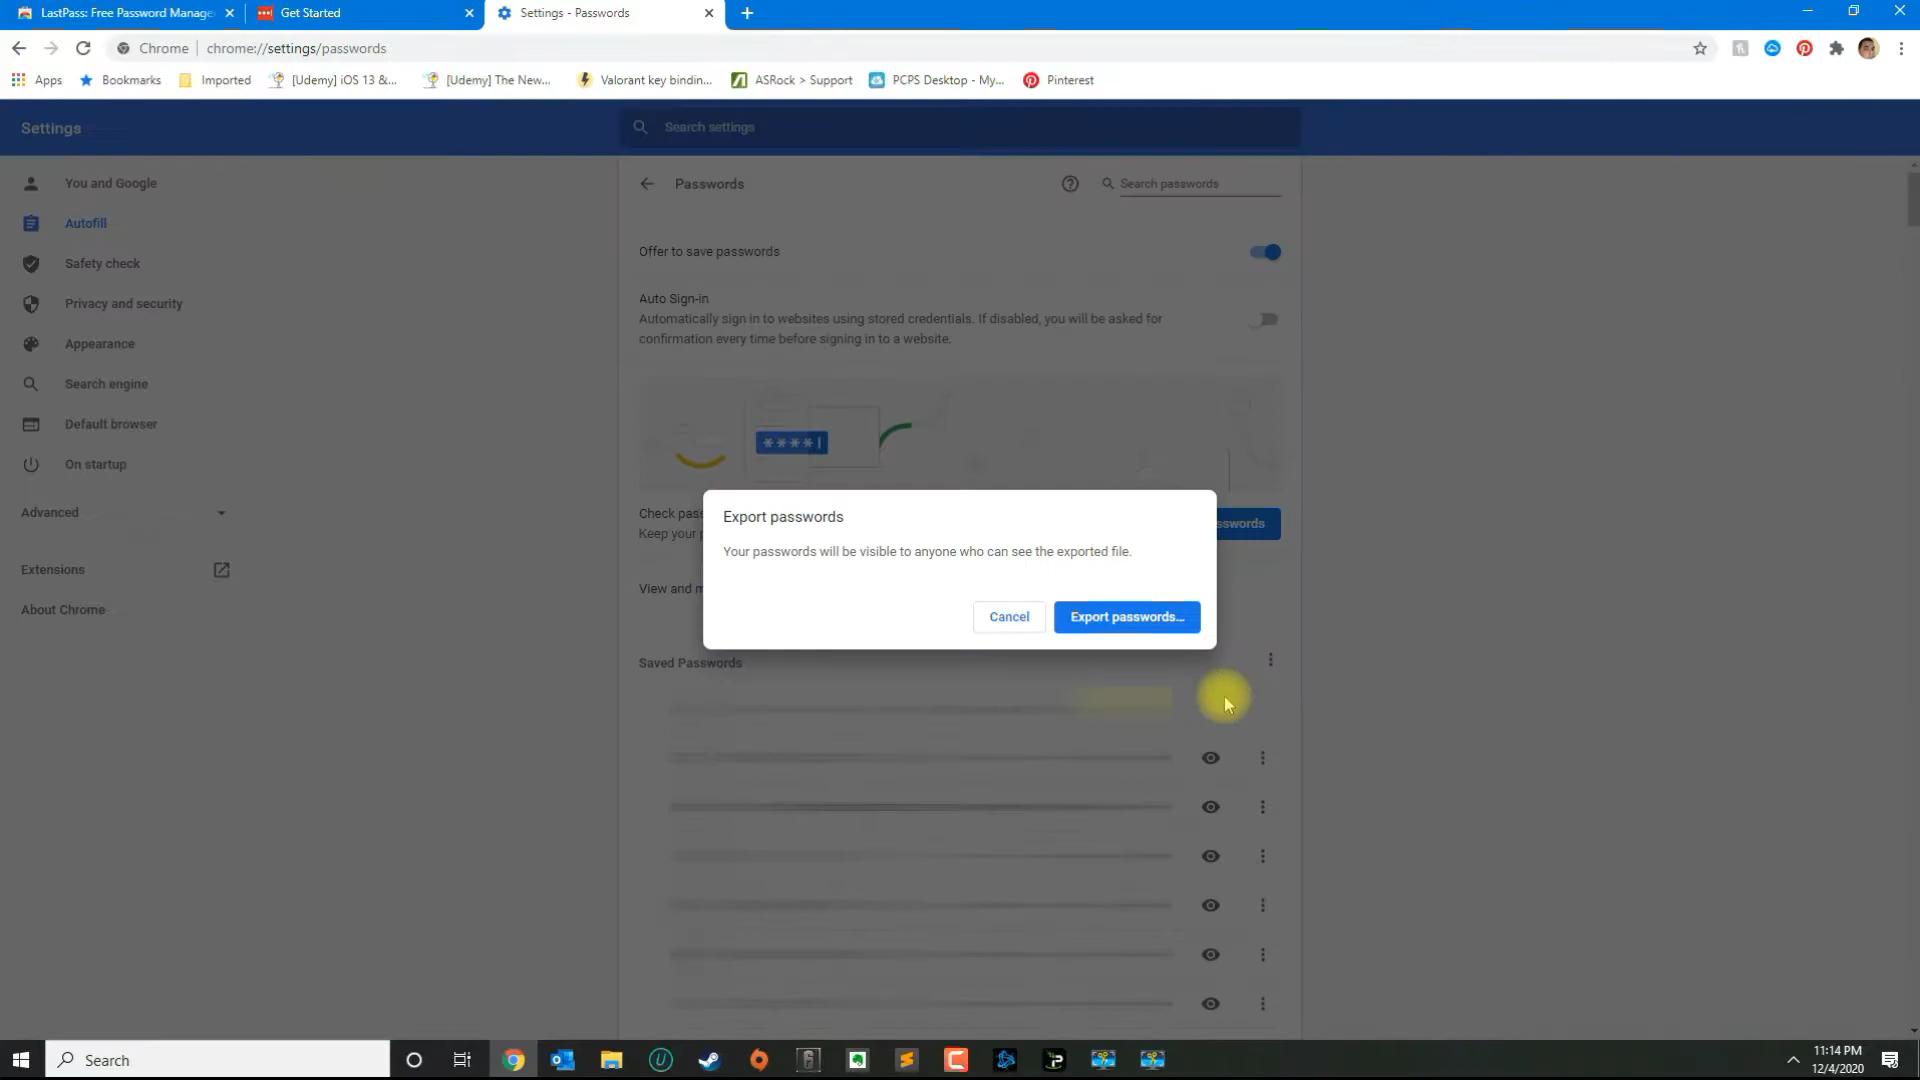 LastPass: Free Password Manage
Get Started
Settings - Passwords
Chrome
chrome://settings/passwords
Apps
Bookmarks
Imported
[Udemy] iOS 13 &...
[Udemy] The New...
Valorant key bindin...
ASRock > Support
PCPS Desktop - My...
Pinterest
Settings
Search settings
You and Google
Autofill
Safety check
Privacy and security
Appearance
Search engine
Default browser
On startup
Advanced
Extensions
About Chrome
Passwords
Search passwords
Offer to save passwords
Auto Sign-in
Automatically sign in to websites using stored credentials. If disabled, you will be asked for
confirmation every time before signing in to a website.
****|
Check pas
sswords
Keep your p
Export passwords
Your passwords will be visible to anyone who can see the exported file.
Cancel
Export passwords...
View and m
Saved Passwords
Search
11:14 PM
12/4/2020